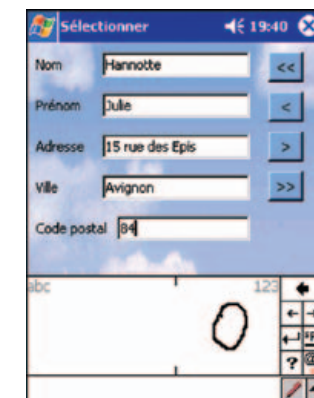 Sélectionner 19:40
Nom Hannotte <<
Prénom Julie <
Adresse 15 rue des Epis >
Ville Avignon >>
Code postal 84
abc 123
0
?